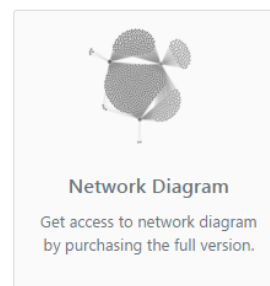 Network Diagram
Get access to network diagram
by purchasing the full version.